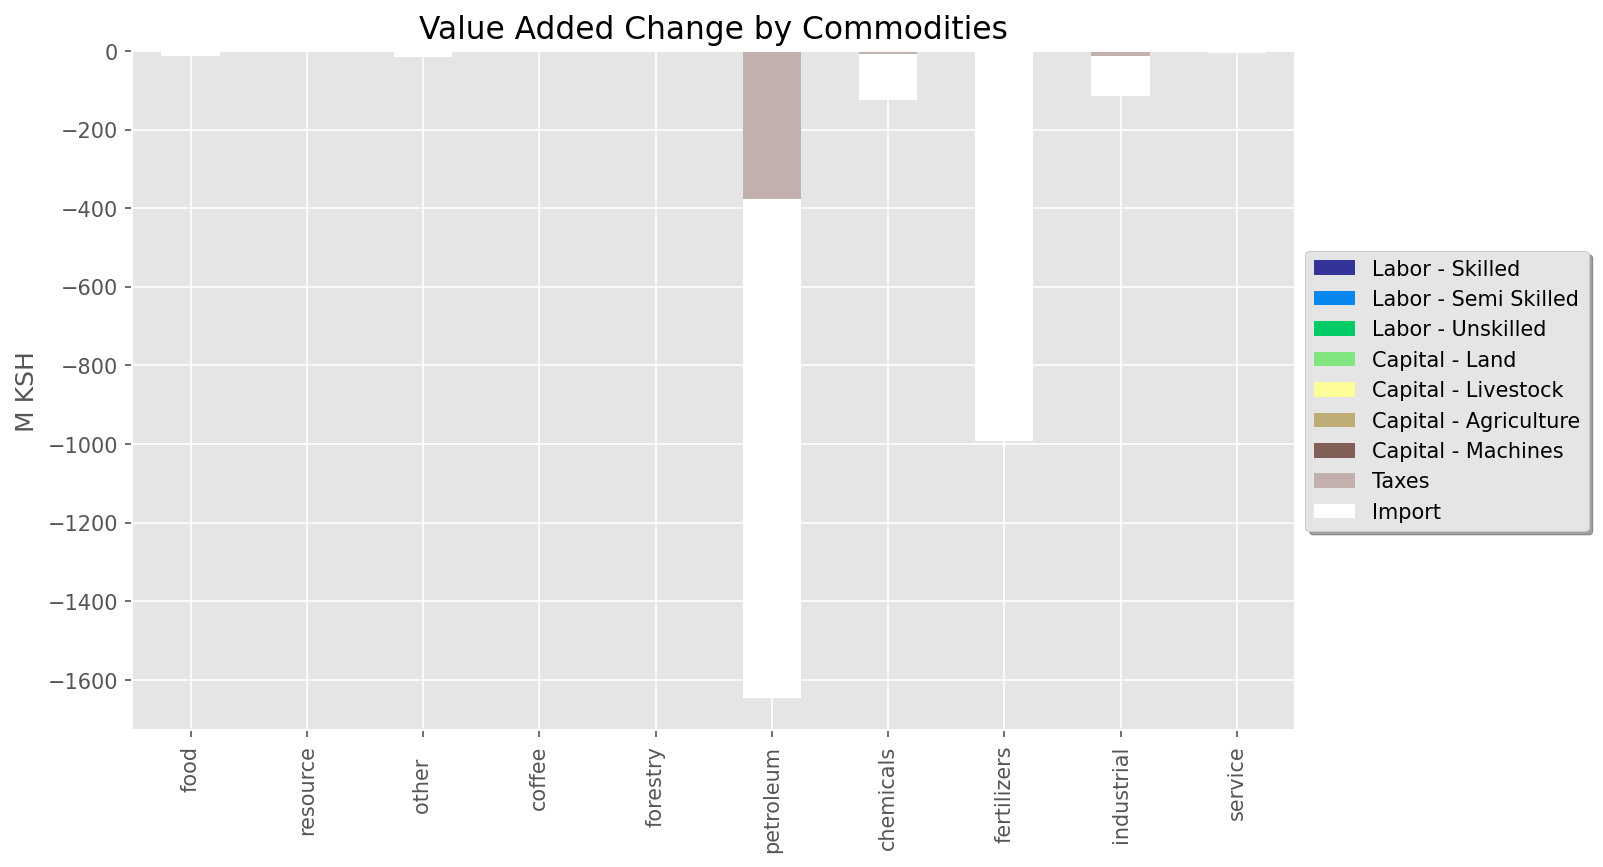 Value Added Change by Commodities
M KSH
0
−200
−400
−600
−800
−1000
−1200
−1400
−1600
food
resource
other
coffee
forestry
petroleum
chemicals
fertilizers
industrial
service
Labor - Skilled
Labor - Semi Skilled
Labor - Unskilled
Capital - Land
Capital - Livestock
Capital - Agriculture
Capital - Machines
Taxes
Import